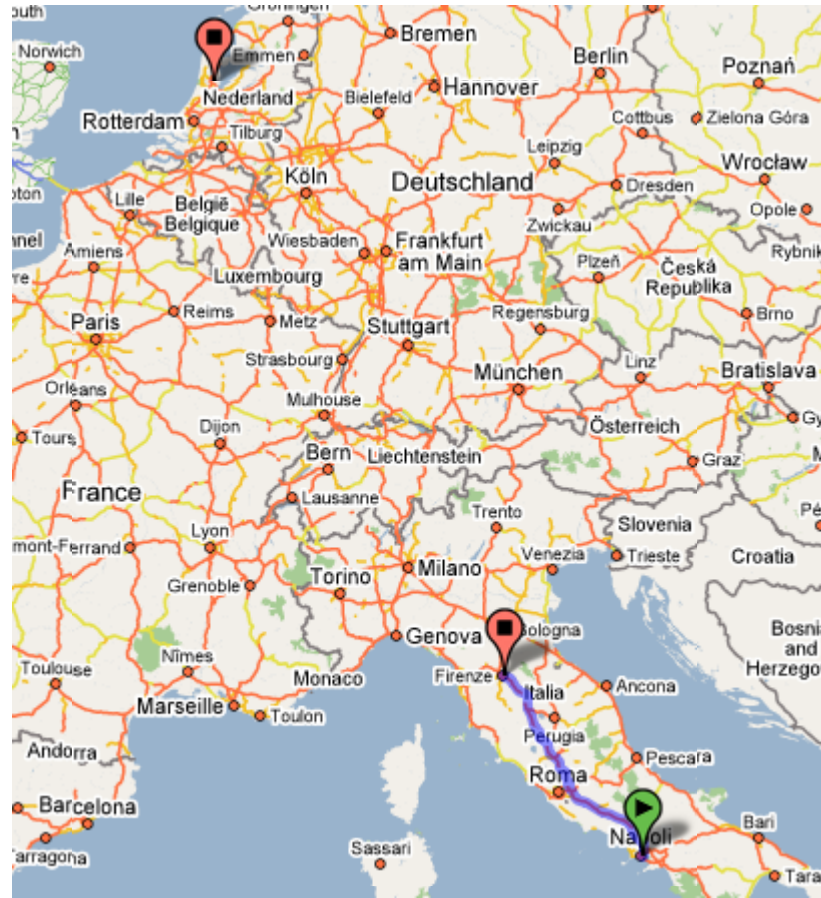 Groningen
Norwich
Emmen
Bremen
Berlin
Poznań
Nederland
Hannover
Rotterdam
Bielefeld
Tilburg
Cottbus
Zielona Góra
Leipzig
Wrocław
Köln
Deutschland
Dresden
Lille
België
Belgique
Zwickau
Opole
Amiens
Wiesbaden
Frankfurt
am Main
Plzeň
Česká
Republika
Rybnik
Luxembourg
Reims
Metz
Regensburg
Brno
Paris
Stuttgart
Strasbourg
München
Linz
Bratislava
Orléans
Mulhouse
Tours
Dijon
Österreich
Bern
Liechtenstein
Graz
France
Lausanne
Trento
Slovenia
mont-Ferrand
Lyon
Milano
Venezia
Trieste
Croatia
Grenoble
Torino
Genova
Bologna
Bosnia
and
Herzego
Toulouse
Nîmes
Monaco
Firenze
Italia
Ancona
Marseille
Toulon
Perugia
Andorra
Pescara
Roma
Barcelona
Napoli
Bari
arragona
Sassari
Tara